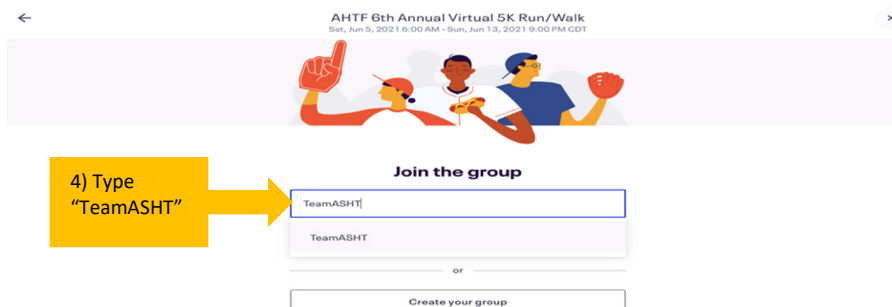 AHTF 6th Annual Virtual 5K Run/Walk
Sat, Jun 5, 2021 6:00 AM - Sun, Jun 13, 2021 9:00 PM CDT
Join the group
4) Type
“TeamASHT”
TeamASHT
TeamASHT
or
Create your group